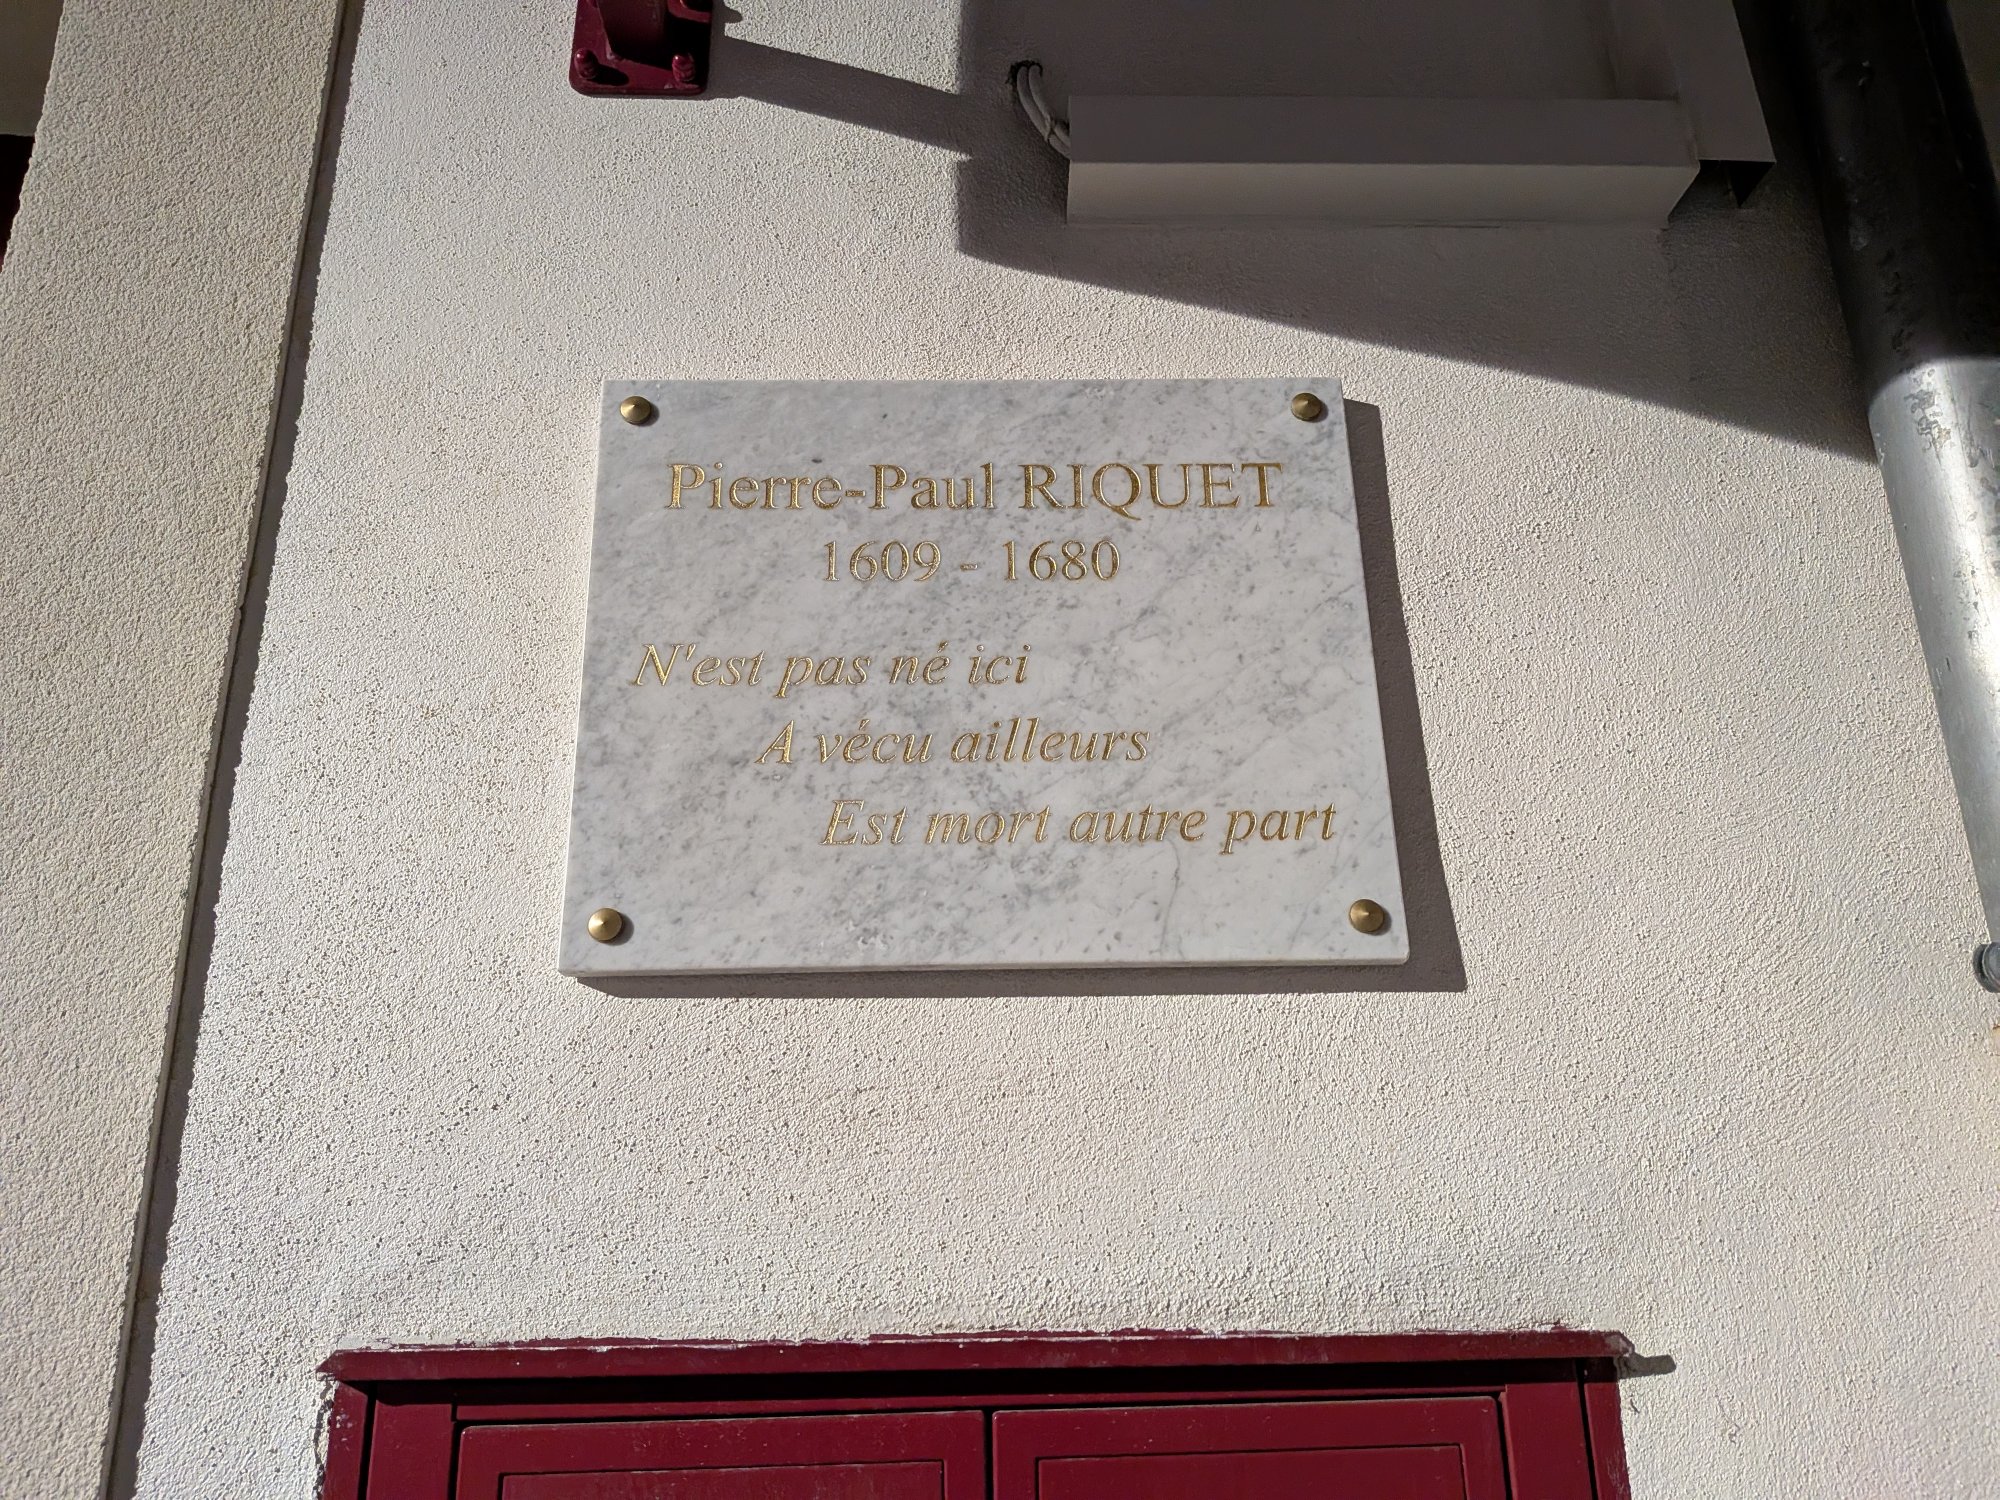 Pierre-Paul RIQUET
1609 - 1680
N'est pas né ici
A vécu ailleurs
Est mort autre part